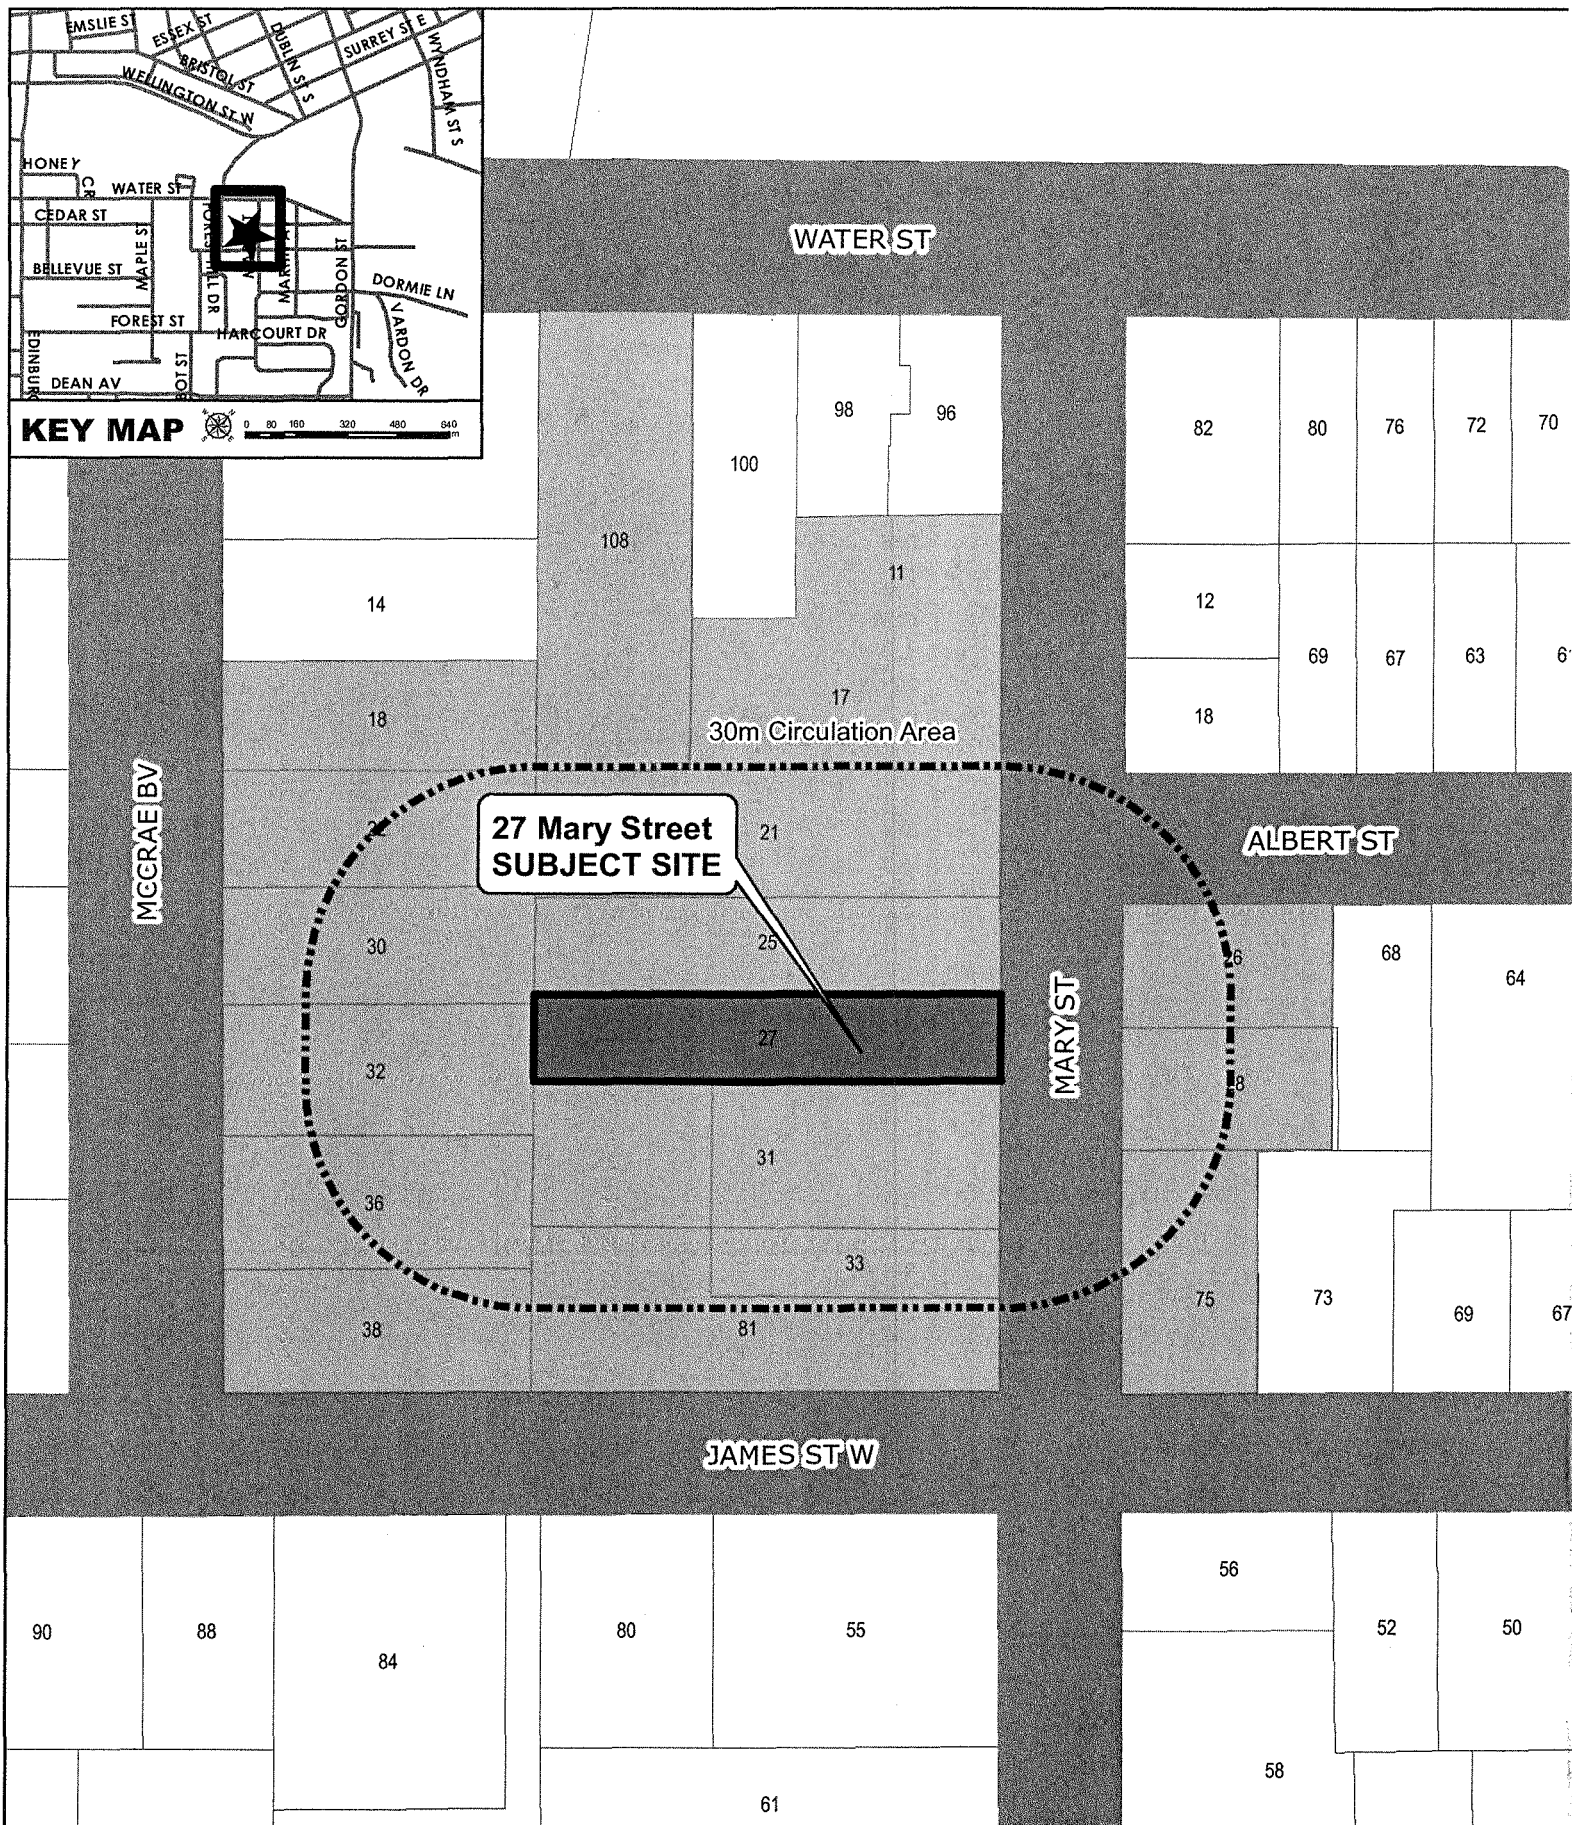 EMSLIE ST
ESSEX ST
DUBLIN ST S
SURREY ST E
BRISTOL ST
WYNDHAM ST S
WELLINGTON ST W
HONEY
CR
WATER ST
CEDAR ST
MAPLE ST
BELLEVUE ST
HILL DR
GORDON ST
DORMIE LN
FOREST ST
HARCOURT DR
VARDON DR
DEAN AV
KEY MAP
N
E
S
W
0 80 160 320 480 640
m
WATER ST
98
96
82
80
76
72
70
100
108
11
14
12
69
67
63
17
18
18
30m Circulation Area
MCCRAE BV
27 Mary Street
SUBJECT SITE
21
ALBERT ST
30
25
68
26
64
27
MARY ST
32
31
36
33
75
73
69
67
38
81
JAMES ST W
56
90
88
80
55
52
50
84
58
61